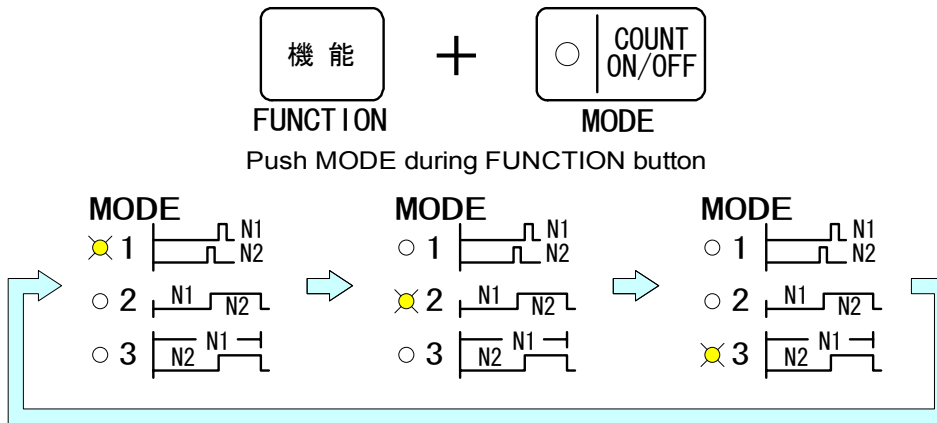 機能
COUNT
ON/OFF
FUNCTION
MODE
Push MODE during FUNCTION button
MODE
1 N1
N2
2 N1 N2
3 N1
N2
MODE
1 N1
N2
2 N1 N2
3 N1
N2
MODE
1 N1
N2
2 N1 N2
3 N1
N2